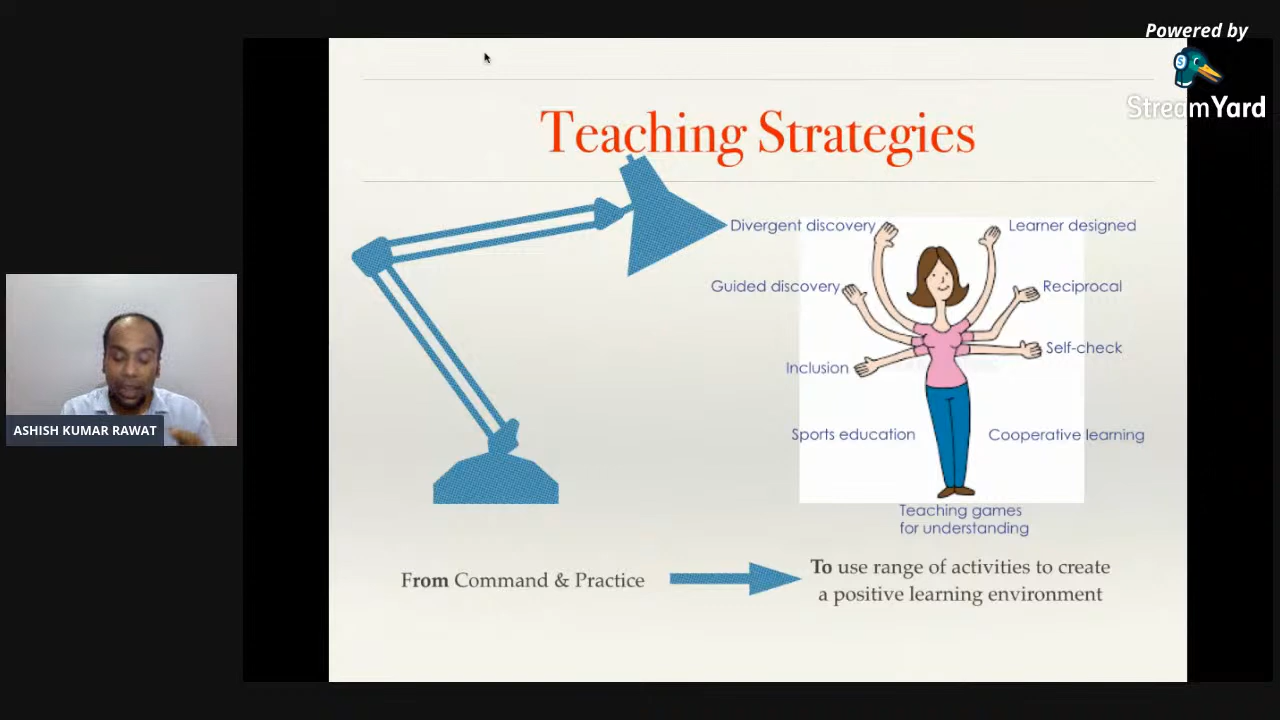 Powered by
StreamYard
Teaching Strategies
Divergent discovery
Learner designed
Guided discovery
Reciprocal
Self-check
Inclusion
Sports education
Cooperative learning
Teaching games
for understanding
From Command & Practice
To use range of activities to create
a positive learning environment
ASHISH KUMAR RAWAT